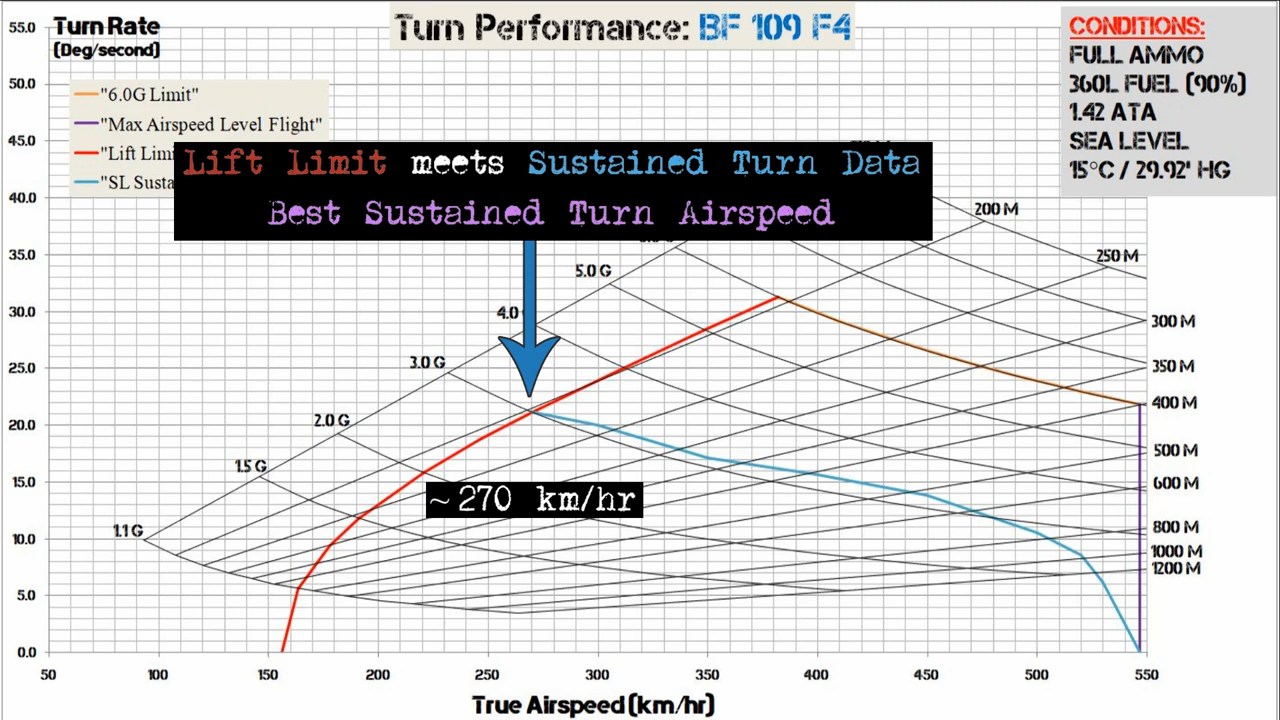 Turn Performance: BF 109 F4
55.0
Turn Rate
(Deg/second)
CONDITIONS:
FULL AMMO
360L FUEL (90%)
1.42 ATA
SEA LEVEL
15°C / 29.92' HG
50.0
45.0
40.0
35.0
30.0
25.0
20.0
15.0
10.0
5.0
0.0
"6.0G Limit"
"Max Airspeed Level Flight"
"Lift Limi
"SL Susta
Lift Limit meets Sustained Turn Data
Best Sustained Turn Airspeed
200 M
250 M
300 M
350 M
400 M
500 M
600 M
800 M
1000 M
1200 M
5.0 G
4.0
3.0 G
2.0 G
1.5 G
1.1 G
~270 km/hr
50
100
150
200
250
300
350
400
450
500
550
True Airspeed (km/hr)